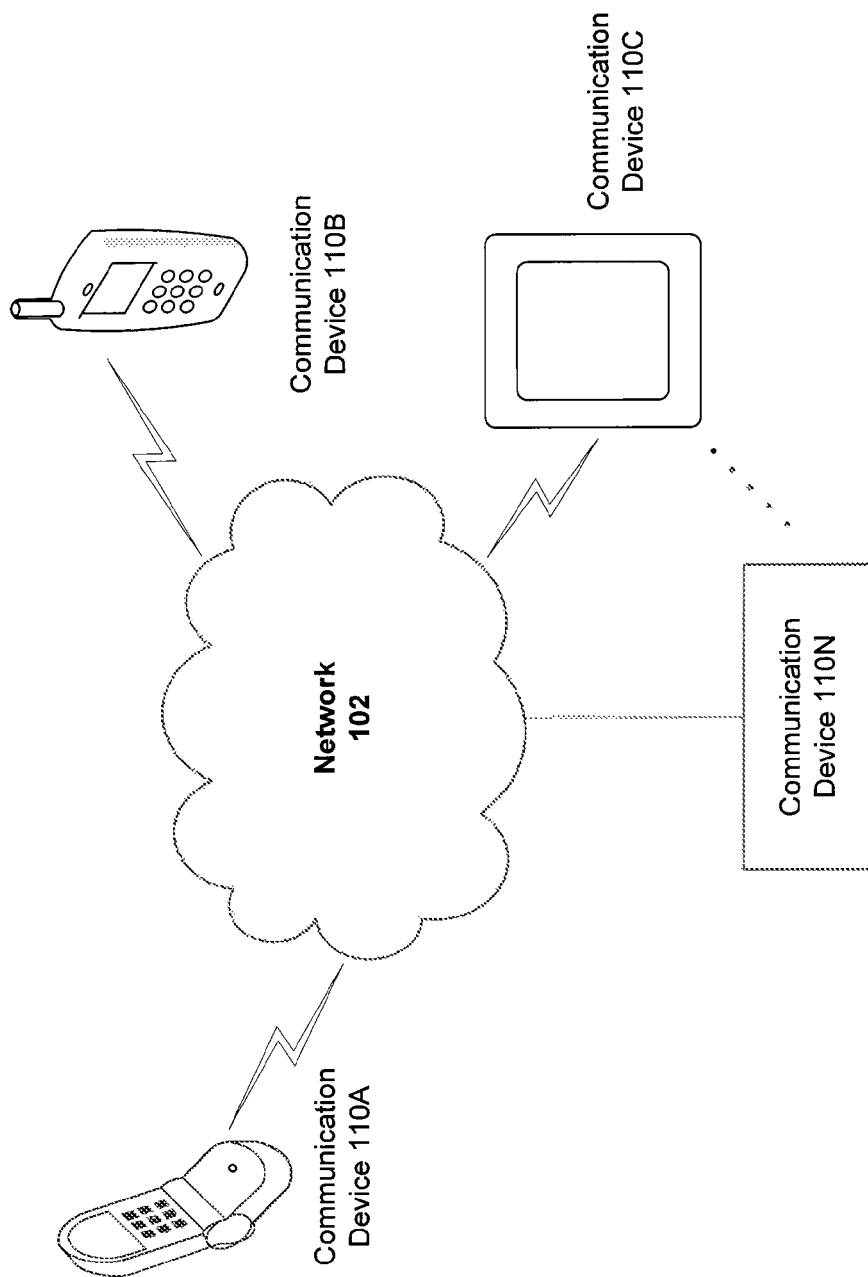 Communication
Device 110A
Communication
Device 110B
Network
102
Communication
Device 110C
Communication
Device 110N